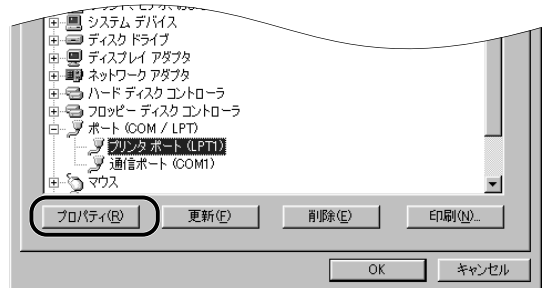 システム デバイス
ディスク ドライブ
ディスプレイ アダプタ
ネットワーク アダプタ
ハード ディスク コントローラ
フロッピー ディスク コントローラ
ポート (COM / LPT)
プリンタ ポート (LPT1)
通信ポート (COM1)
マウス
プロパティ(R) 更新(F) 削除(E) 印刷(N)...
OK キャンセル